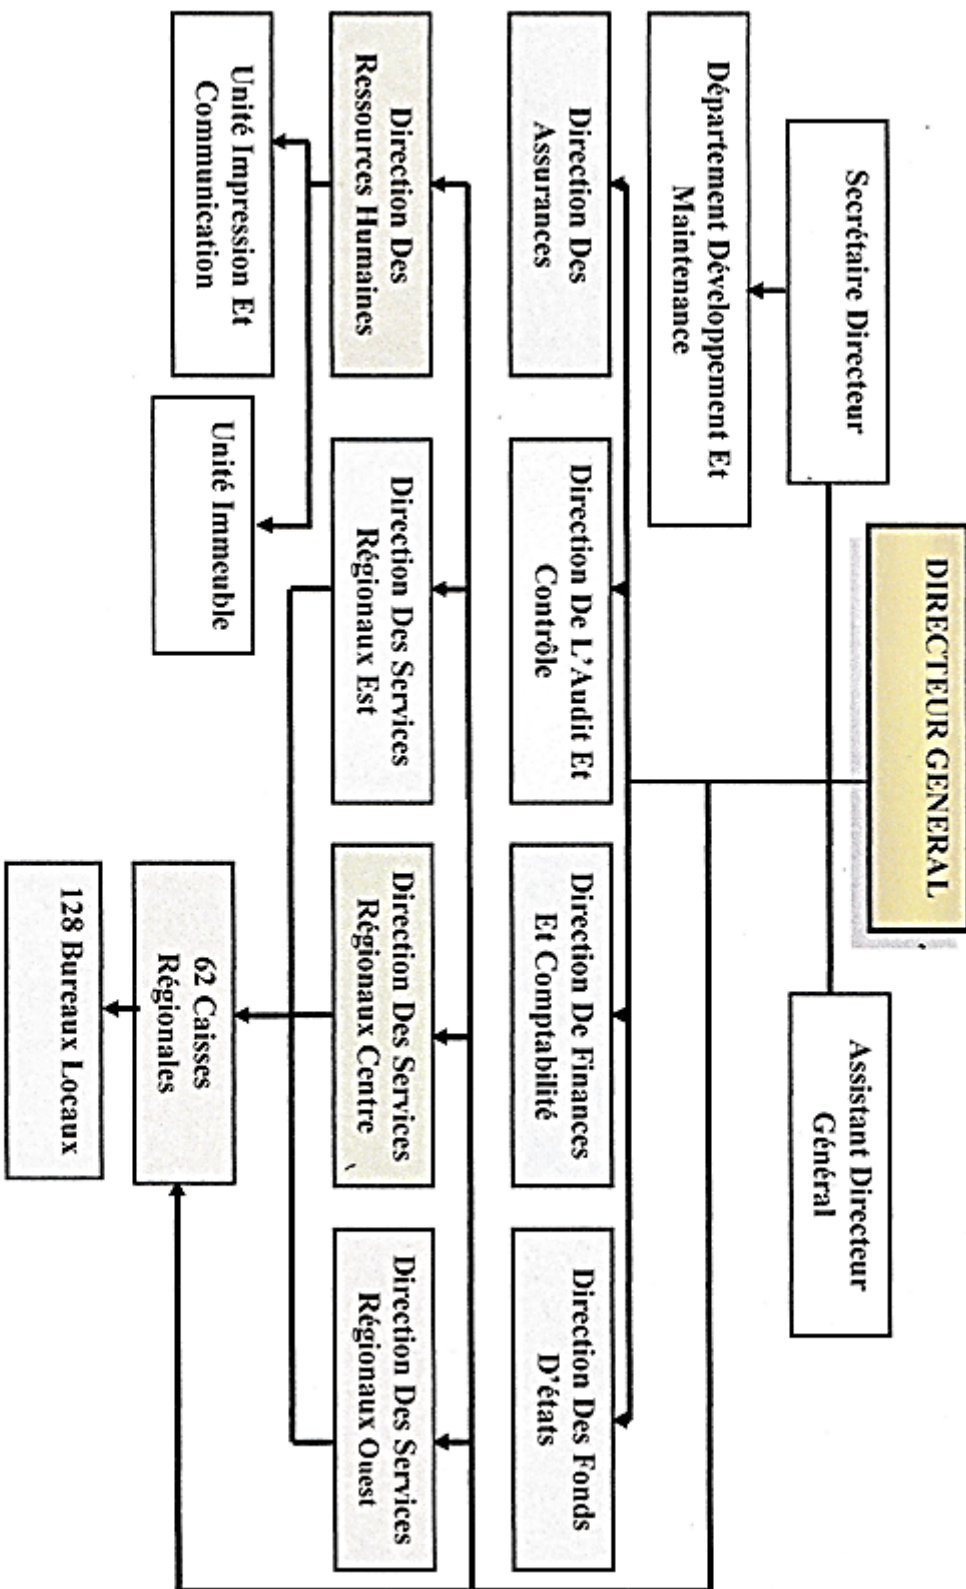 DIRECTEUR GENERAL
Secrétaire Directeur
Assistant Directeur
Général
Département Développement Et
Maintenance
Direction Des
Assurances
Direction De L'Audit Et
Contrôle
Direction De Finances
Et Comptabilité
Direction Des Fonds
D'états
Direction Des
Ressources Humaines
Direction Des Services
Régionaux Est
Direction Des Services
Régionaux Centre
Direction Des Services
Régionaux Ouest
Unité Impression Et
Communication
Unité Immeuble
62 Caisses
Régionales
128 Bureaux Locaux